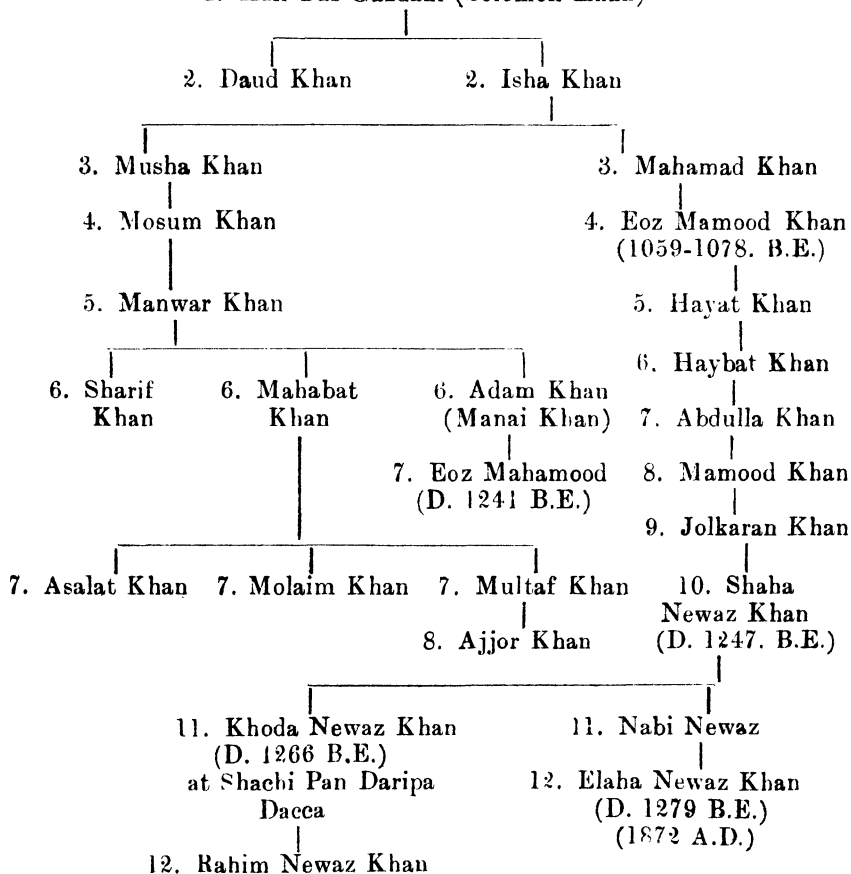 2. Daud Khan 2. Isha Khan
3. Musha Khan 3. Mahamad Khan
4. Mosum Khan 4. Eoz Mamood Khan
(1059-1078. B.E.)
5. Manwar Khan 5. Hayat Khan
6. Haybat Khan
6. Sharif 6. Mahabat 6. Adam Khan
Khan Khan (Manai Khan) 7. Abdulla Khan
7. Eoz Mahamood 8. Mamood Khan
(D. 1241 B.E.)
9. Jolkaran Khan
7. Asalat Khan 7. Molaim Khan 7. Multaf Khan 10. Shaha
Newaz Khan
8. Ajjor Khan (D. 1247. B.E.)
11. Khoda Newaz Khan 11. Nabi Newaz
(D. 1266 B.E.)
at Shachi Pan Daripa 12. Elaha Newaz Khan
Dacca (D. 1279 B.E.)
(1872 A.D.)
12. Rahim Newaz Khan